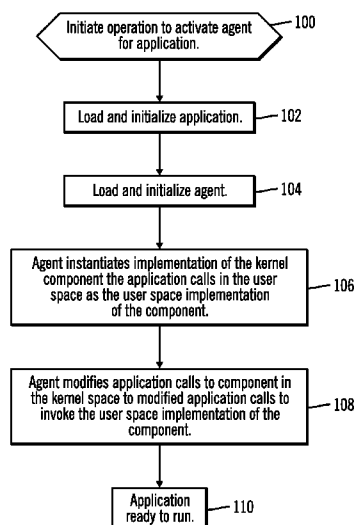 Initiate operation to activate agent
for application.
100
Load and initialize application.
102
Load and initialize agent.
104
Agent instantiates implementation of the kernel
component the application calls in the user
space as the user space implementation
of the component.
106
Agent modifies application calls to component in
the kernel space to modified application calls to
invoke the user space implementation of the
component.
108
Application
ready to run.
110